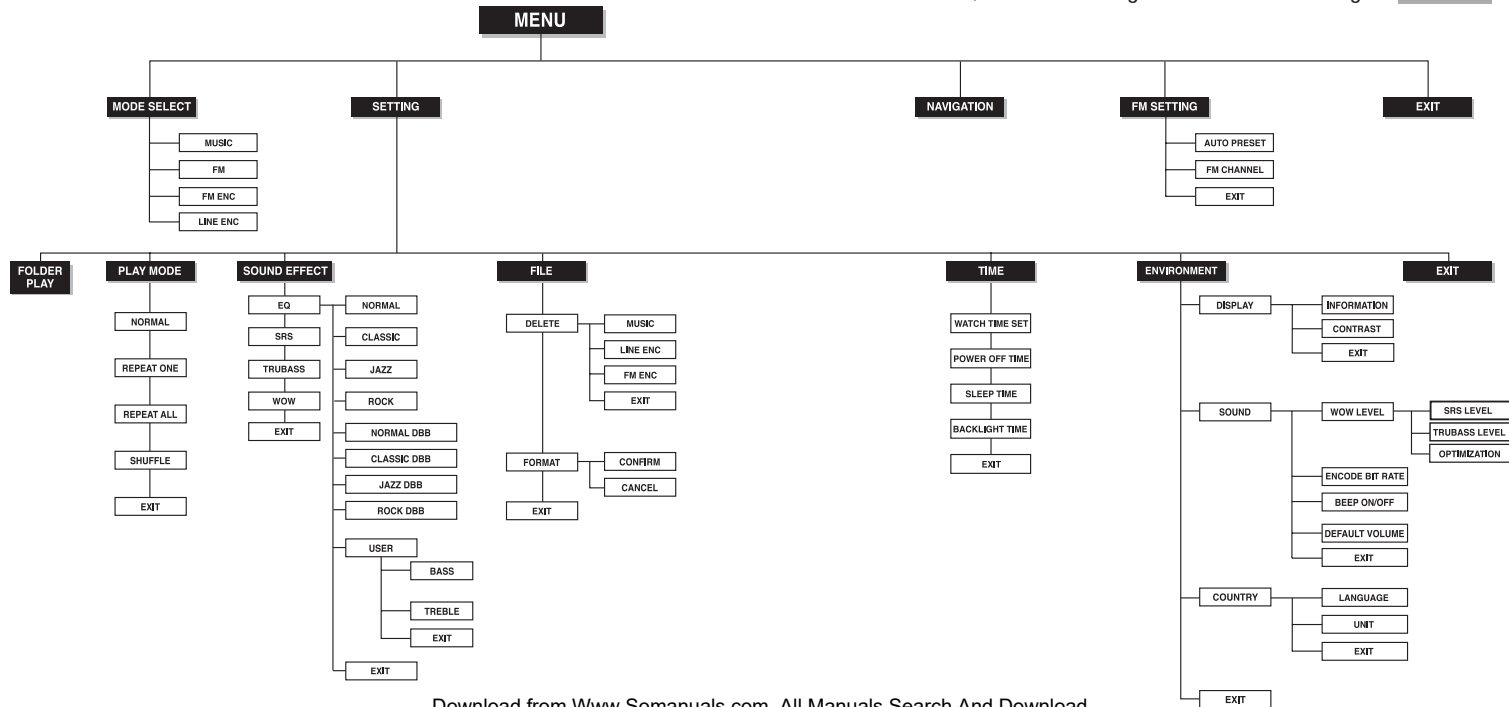 MENU
MODE SELECT
SETTING
NAVIGATION
FM SETTING
EXIT
MUSIC
FM
FM ENC
LINE ENC
AUTO PRESET
FM CHANNEL
EXIT
FOLDER
PLAY
PLAY MODE
SOUND EFFECT
FILE
TIME
ENVIRONMENT
EXIT
NORMAL
REPEAT ONE
REPEAT ALL
SHUFFLE
EXIT
EQ
SRS
TRUBASS
WOW
EXIT
NORMAL
CLASSIC
JAZZ
ROCK
NORMAL DBB
CLASSIC DBB
JAZZ DBB
ROCK DBB
USER
BASS
TREBLE
EXIT
EXIT
DELETE
MUSIC
LINE ENC
FM ENC
EXIT
FORMAT
CONFIRM
CANCEL
EXIT
WATCH TIME SET
POWER OFF TIME
SLEEP TIME
BACKLIGHT TIME
EXIT
DISPLAY
INFORMATION
CONTRAST
EXIT
SOUND
WOW LEVEL
SRS LEVEL
TRUBASS LEVEL
OPTIMIZATION
ENCODE BIT RATE
BEEP ON/OFF
DEFAULT VOLUME
EXIT
COUNTRY
LANGUAGE
UNIT
EXIT
EXIT
Download from Www.Somanuals.com. All Manuals Search And Download.